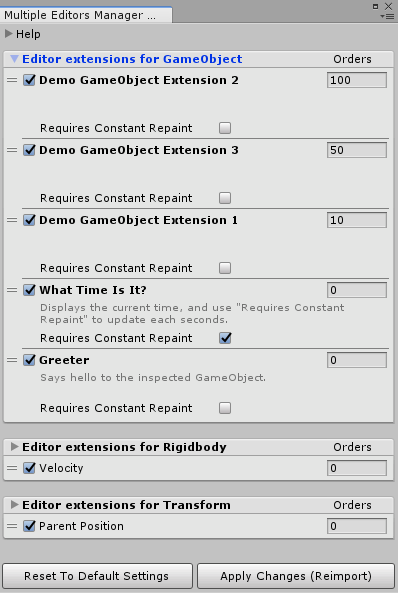 Multiple Editors Manager ...
Help
Editor extensions for GameObject Orders
Demo GameObject Extension 2 100
Requires Constant Repaint
Demo GameObject Extension 3 50
Requires Constant Repaint
Demo GameObject Extension 1 10
Requires Constant Repaint
What Time Is It? 0
Displays the current time, and use "Requires Constant
Repaint" to update each seconds.
Requires Constant Repaint
Greeter 0
Says hello to the inspected GameObject.
Requires Constant Repaint
Editor extensions for Rigidbody Orders
Velocity 0
Editor extensions for Transform Orders
Parent Position 0
Reset To Default Settings Apply Changes (Reimport)